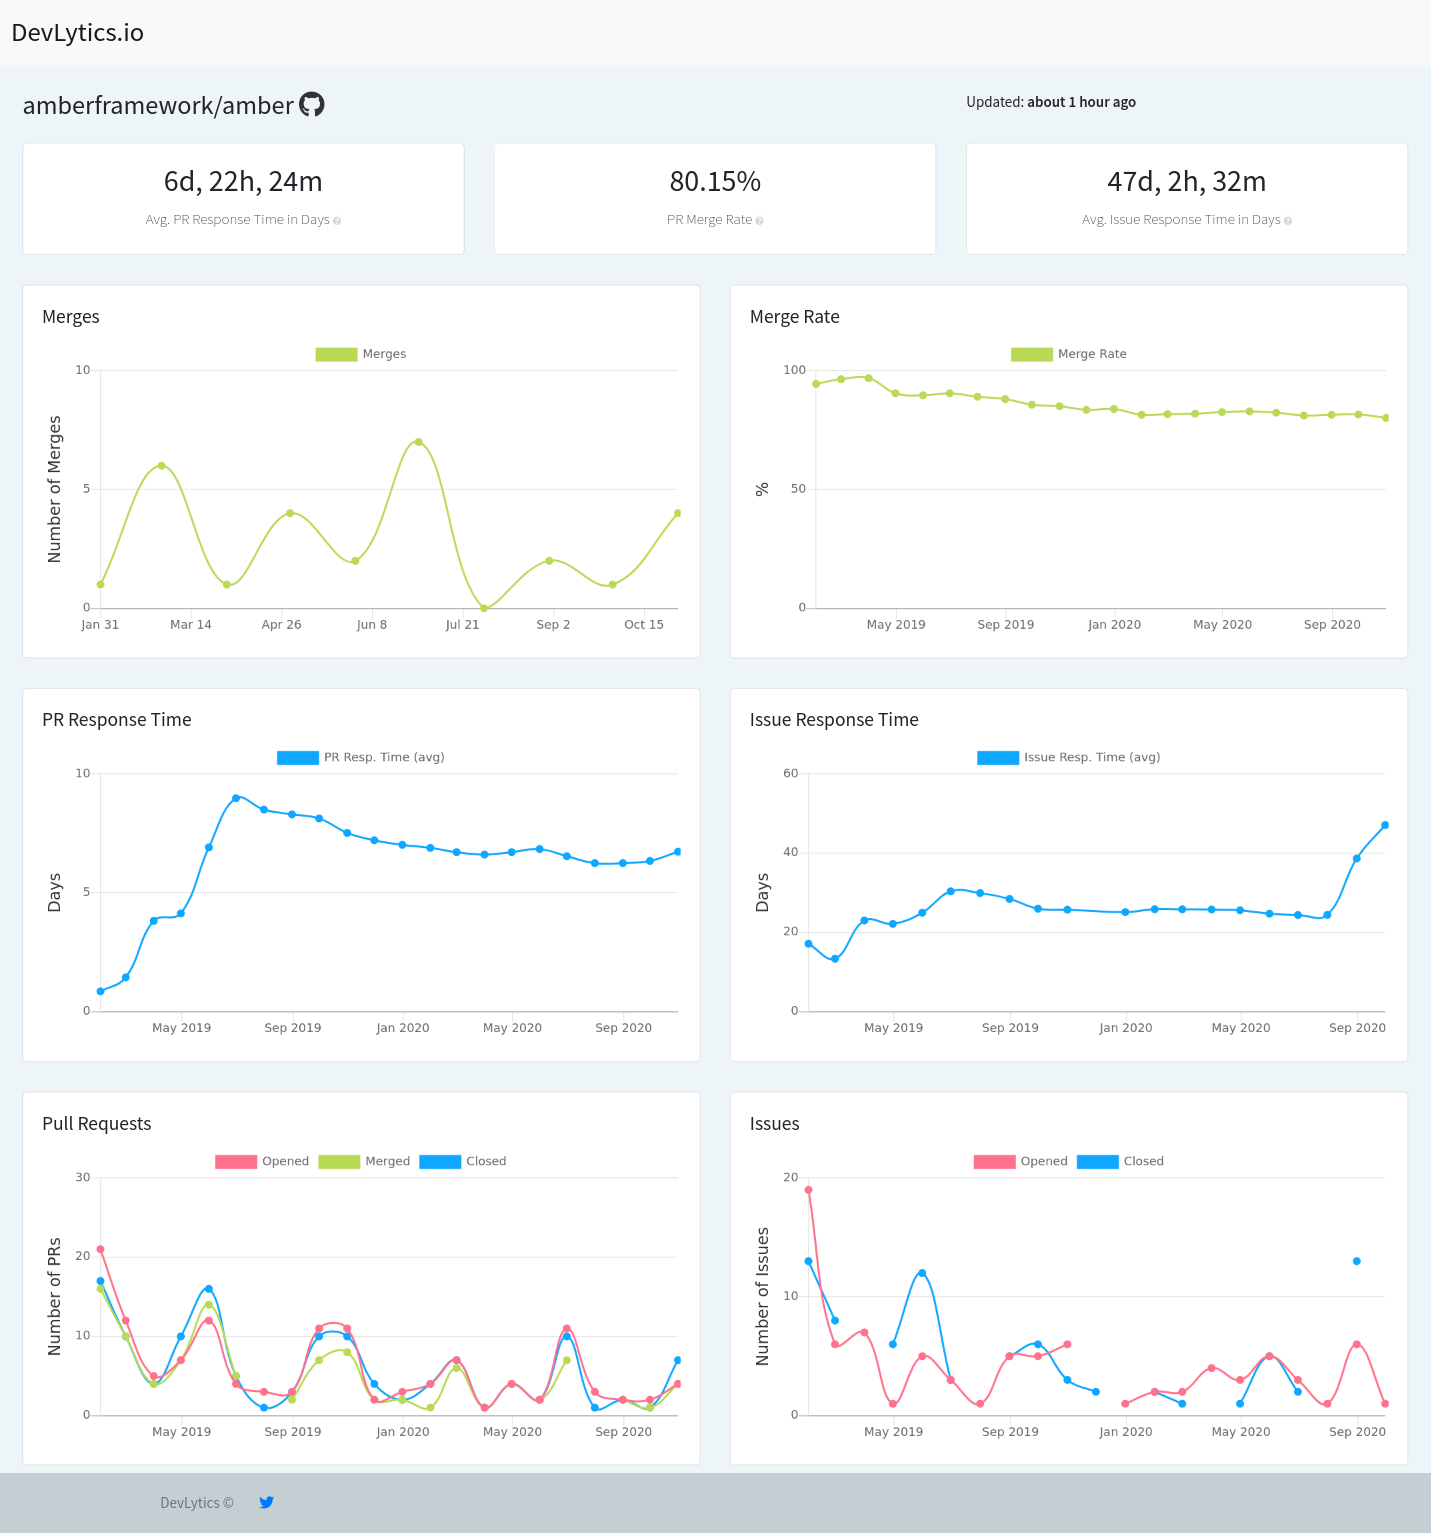 DevLytics.io
amberframework/amber
Updated: about 1 hour ago
6d, 22h, 24m
Avg. PR Response Time in Days ?
80.15%
PR Merge Rate ?
47d, 2h, 32m
Avg. Issue Response Time in Days ?
Merges
Merges
10
5
0
Number of Merges
Jan 31 Mar 14 Apr 26 Jun 8 Jul 21 Sep 2 Oct 15
Merge Rate
Merge Rate
100
50
0
%
May 2019 Sep 2019 Jan 2020 May 2020 Sep 2020
PR Response Time
PR Resp. Time (avg)
10
5
0
Days
May 2019 Sep 2019 Jan 2020 May 2020 Sep 2020
Issue Response Time
Issue Resp. Time (avg)
60
40
20
0
Days
May 2019 Sep 2019 Jan 2020 May 2020 Sep 2020
Pull Requests
Opened Merged Closed
30
20
10
0
Number of PRs
May 2019 Sep 2019 Jan 2020 May 2020 Sep 2020
Issues
Opened Closed
20
10
0
Number of Issues
May 2019 Sep 2019 Jan 2020 May 2020 Sep 2020
DevLytics ©